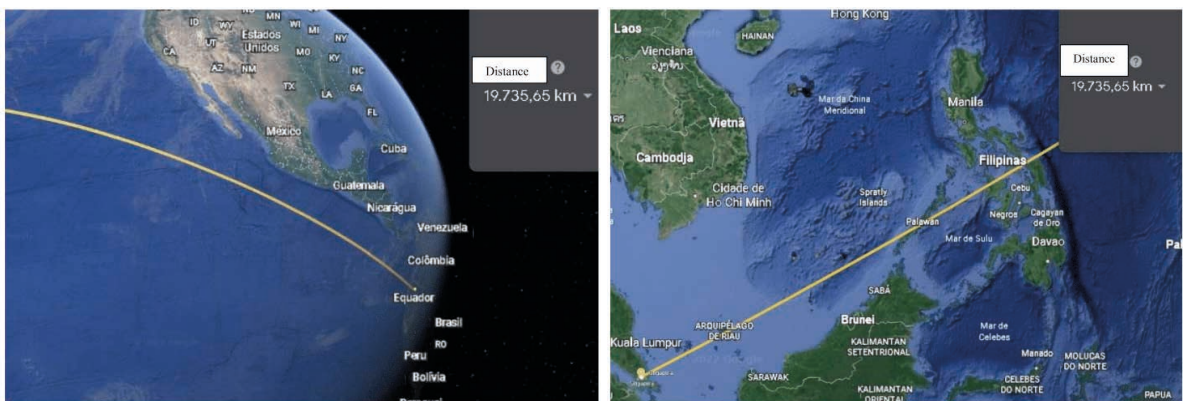 ID
MN
WY
WI
MI
NY
Estados
Unidos
UT
CA
MO
KY
AZ
NM
NC
TX
LA
GA
FL
México
Cuba
Guatemala
Nicarágua
Venezuela
Colômbia
Equador
Brasil
RO
Peru
Bolívia
Distance
19.735,65 km
Hong Kong
Laos
HAINAN
Vienciana
Mar da China
Meridional
Manila
Vietnã
Cambodja
Filipinas
Cidade de
Ho Chi Minh
Spratly
Islands
Cebu
Palawan
Negros
Cagayan
de Oro
Mar de Sulu
Davao
Pal
SABÁ
Brunei
ARQUIPÉLAGO
DE RIAU
Kuala Lumpur
KALIMANTAN
SETENTRIONAL
Mar de
Celebes
Manado
MOLUCAS
DO NORTE
SARAWAK
CELEBES
DO NORTE
KALIMANTAN
ORIENTAL
PAPUA
Distance
19.735,65 km